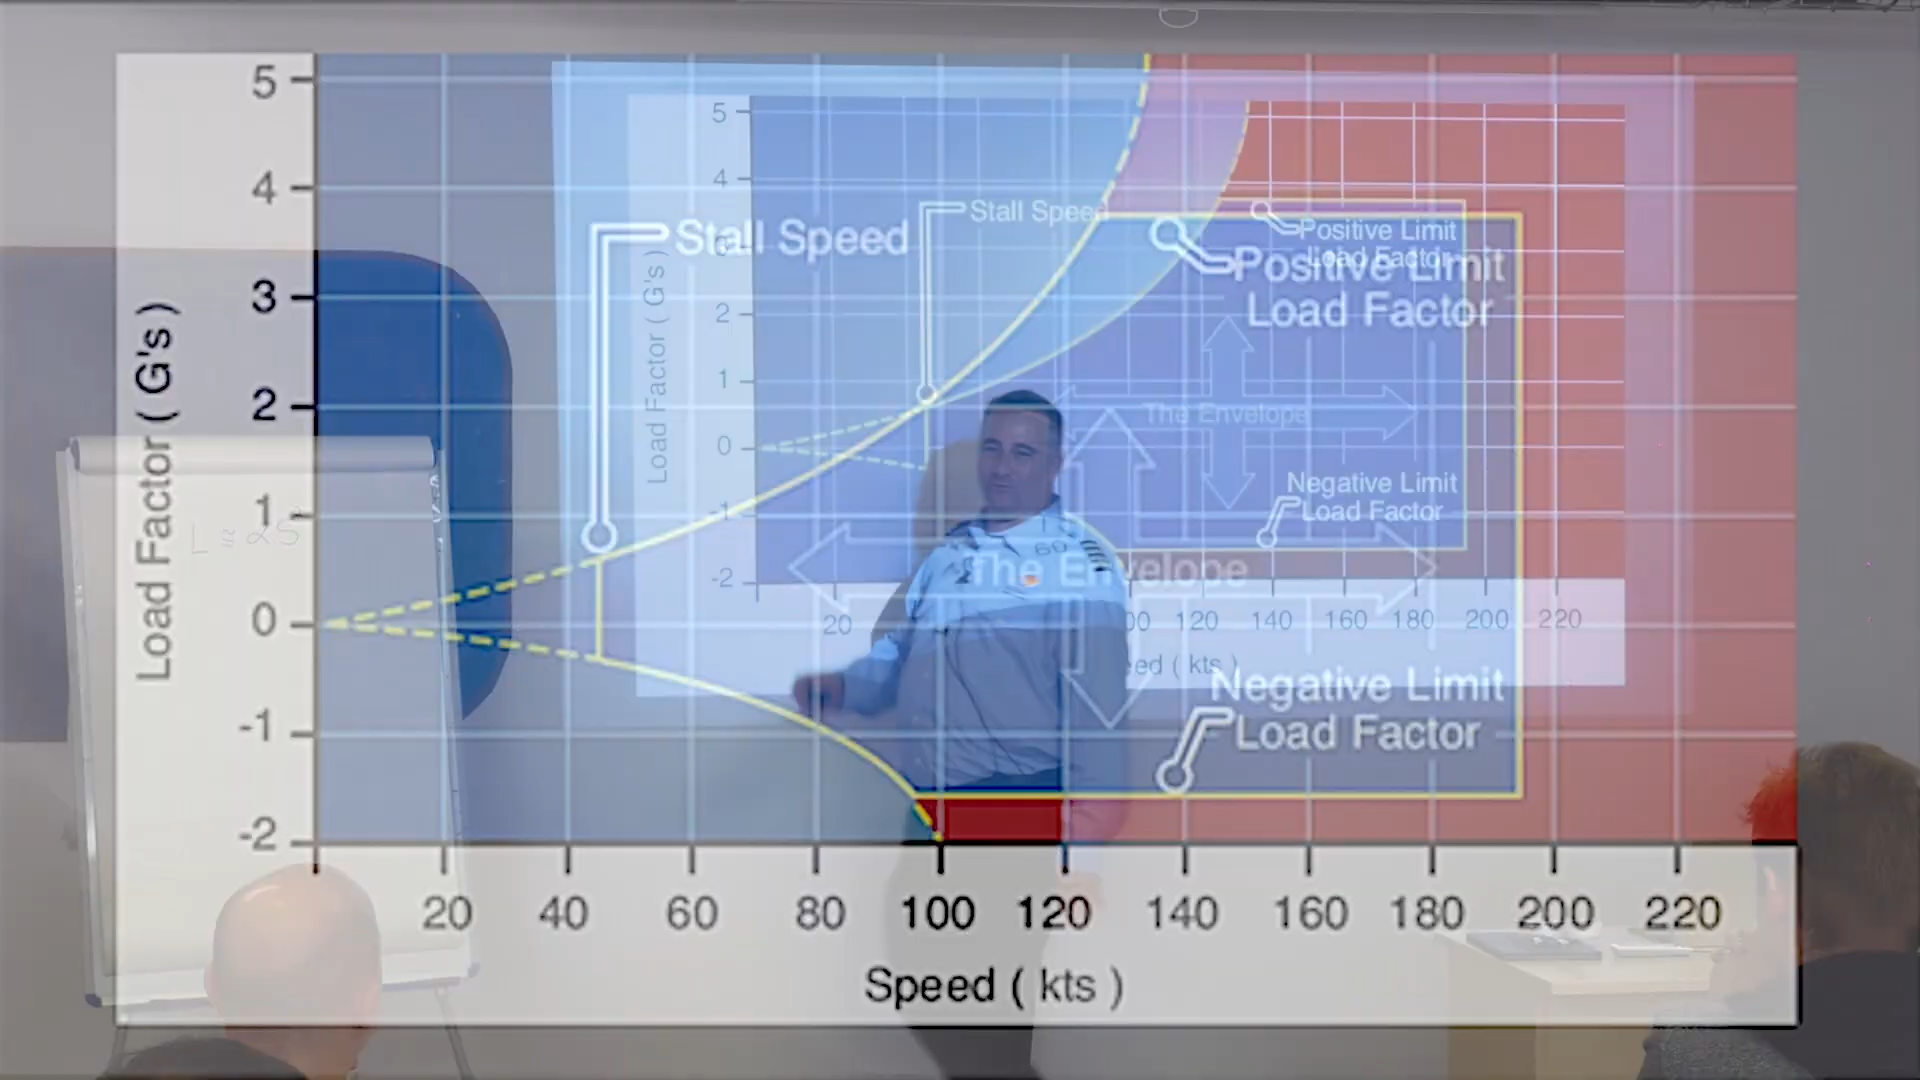 5
4
3
2
1
0
-1
-2
Load Factor ( G's )
Stall Speed
Positive Limit
Load Factor
The Envelope
Negative Limit
Load Factor
20 40 60 80 100 120 140 160 180 200 220
Speed ( kts )
5
4
2
1
0
-1
-2
Load Factor ( G's )
Stall Speed
Positive Limit
Load Factor
The Envelope
Negative Limit
Load Factor
20 120 140 160 180 200 220
( kts )
60